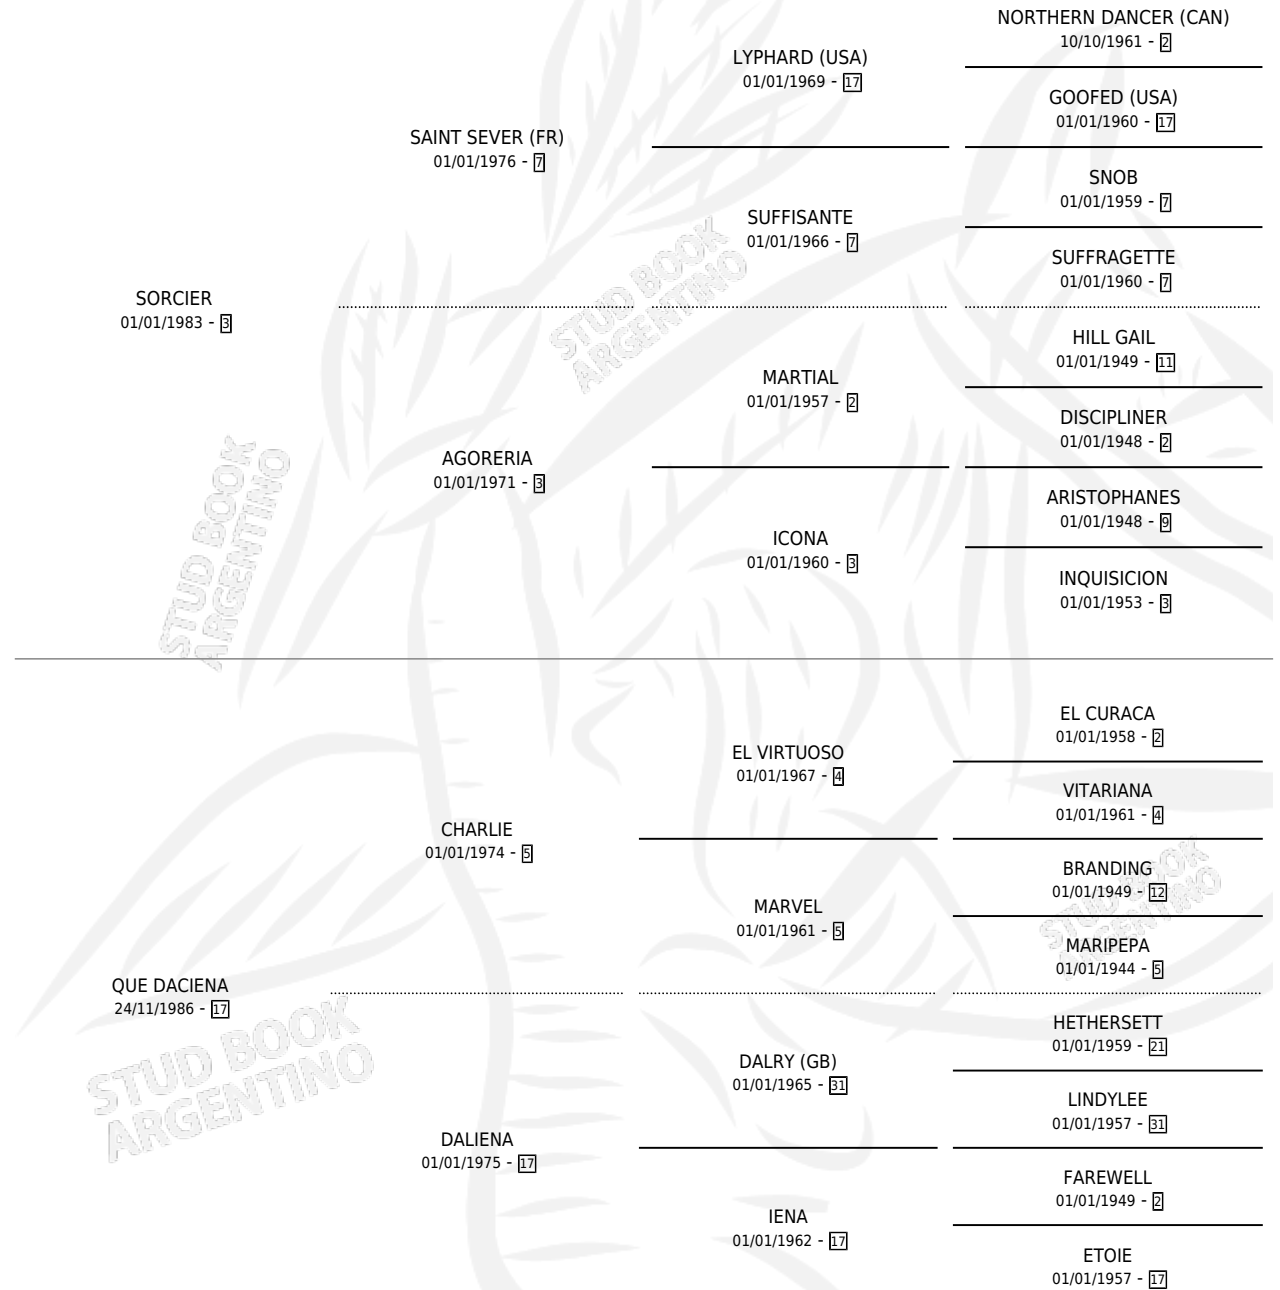 NORTHERN DANCER (CAN)
10/10/1961 - 2
LYPHARD (USA)
01/01/1969 - 17
GOOFED (USA)
01/01/1960 - 17
SAINT SEVER (FR)
01/01/1976 - 7
SNOB
01/01/1959 - 7
SUFFISANTE
01/01/1966 - 7
SUFFRAGETTE
01/01/1960 - 7
SORCIER
01/01/1983 - 3
HILL GAIL
01/01/1949 - 11
MARTIAL
01/01/1957 - 2
DISCIPLINER
01/01/1948 - 2
AGORERIA
01/01/1971 - 3
ARISTOPHANES
01/01/1948 - 9
ICONA
01/01/1960 - 3
INQUISICION
01/01/1953 - 3
EL CURACA
01/01/1958 - 2
EL VIRTUOSO
01/01/1967 - 4
VITARIANA
01/01/1961 - 4
CHARLIE
01/01/1974 - 5
BRANDING
01/01/1949 - 12
MARVEL
01/01/1961 - 5
MARIPEPA
01/01/1944 - 5
QUE DACIENA
24/11/1986 - 17
HETHERSETT
01/01/1959 - 21
DALRY (GB)
01/01/1965 - 31
LINDYLEE
01/01/1957 - 31
DALIENA
01/01/1975 - 17
FAREWELL
01/01/1949 - 2
IENA
01/01/1962 - 17
ETOIE
01/01/1957 - 17
STUD BOOK
ARGENTINO
STUD BOOK
ARGENTINO
STUD BOOK
ARGENTINO
STUD BOOK
ARGENTINO